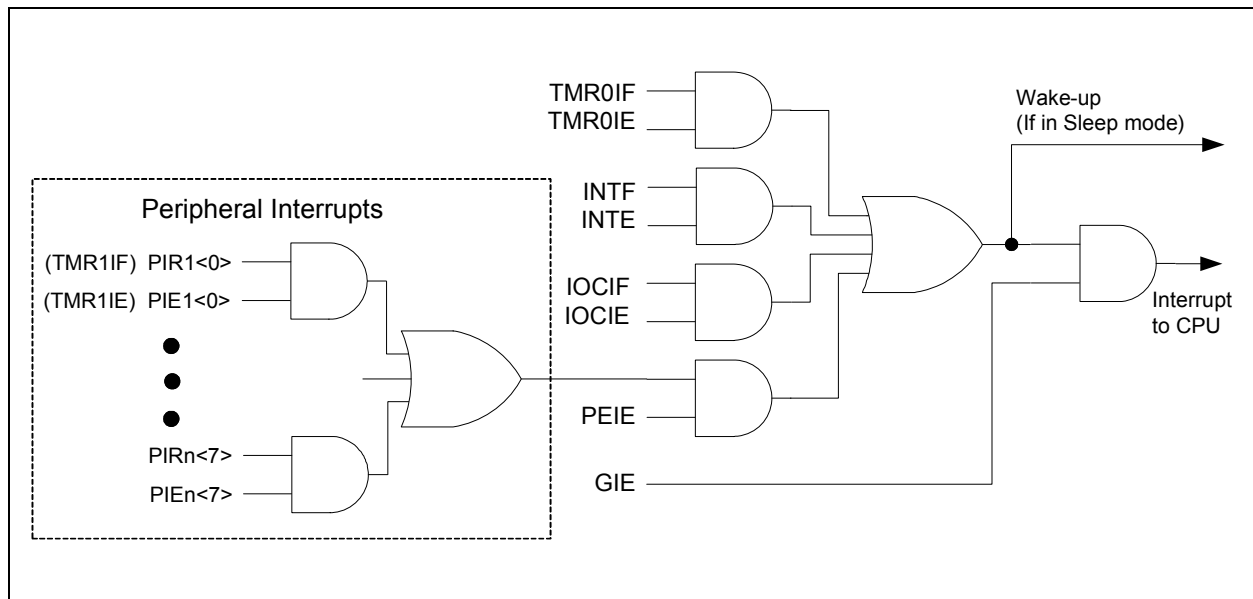 TMR0IF
TMR0IE
Wake-up
(If in Sleep mode)
INTF
INTE
Peripheral Interrupts
(TMR1IF) PIR1<0>
(TMR1IE) PIE1<0>
IOCIF
IOCIE
Interrupt
to CPU
PEIE
PIRn<7>
PIEn<7>
GIE